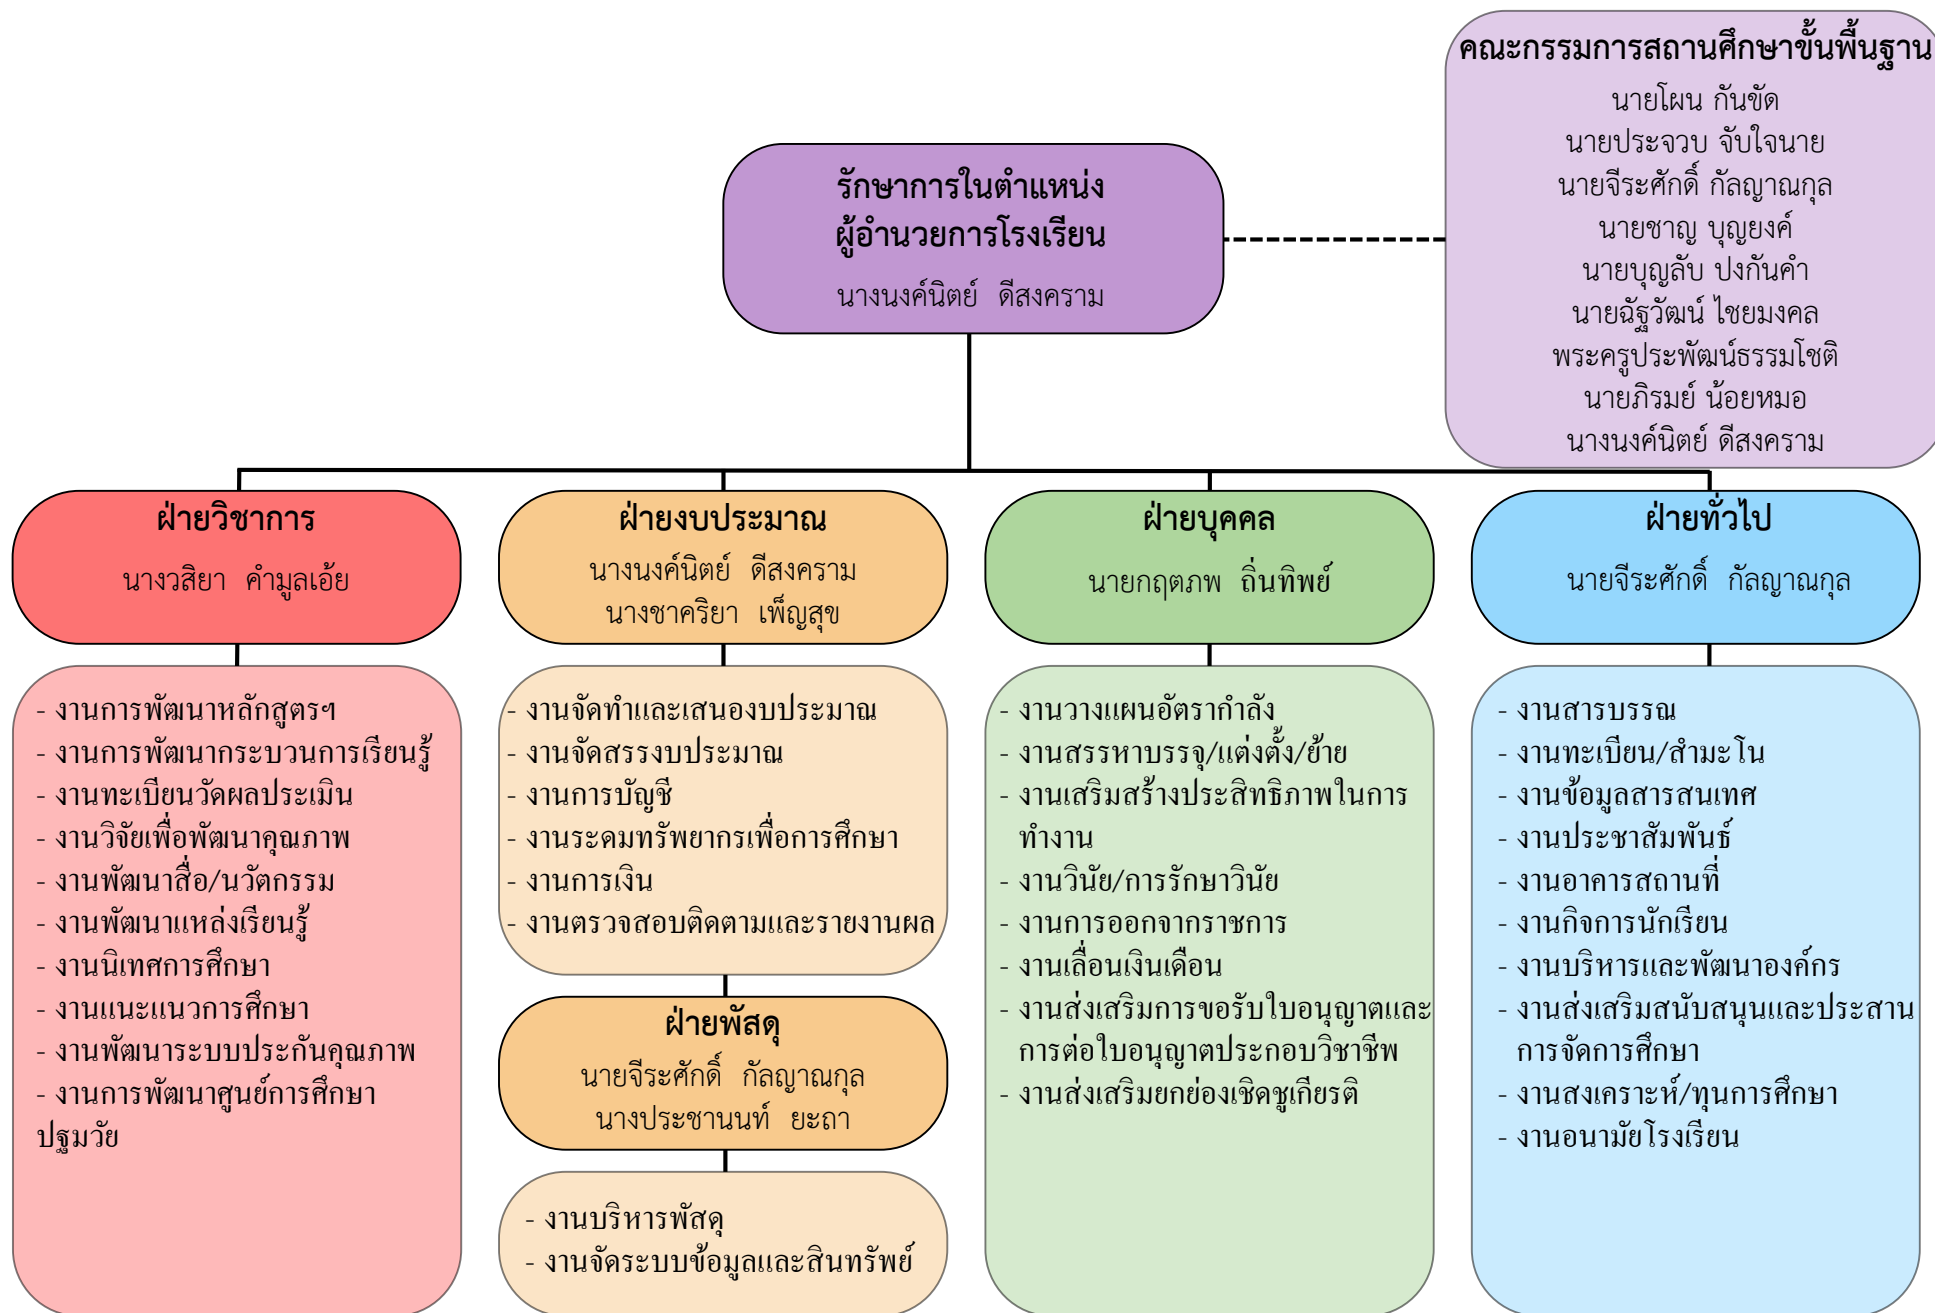 คณะกรรมการสถานศึกษาขั้นพื้นฐาน
นายโผน กันขัด
นายประจวบ จับใจนาย
นายจีระศักดิ์ กัลญาณกุล
นายชาญ บุญยงค์
นายบุญลับ ปงกันคำ
นายฉัฐวัฒน์ ไชยมงคล
พระครูประพัฒน์ธรรมโชติ
นายภิรมย์ น้อยหมอ
นางนงค์นิตย์ ดีสงคราม
รักษาการในตำแหน่ง
ผู้อำนวยการโรงเรียน
นางนงค์นิตย์ ดีสงคราม
ฝ่ายวิชาการ
นางวสิยา คำมูลเอ้ย
- งานการพัฒนาหลักสูตรฯ
- งานการพัฒนากระบวนการเรียนรู้
- งานทะเบียนวัดผลประเมิน
- งานวิจัยเพื่อพัฒนาคุณภาพ
- งานพัฒนาสื่อ/นวัตกรรม
- งานพัฒนาแหล่งเรียนรู้
- งานนิเทศการศึกษา
- งานแนะแนวการศึกษา
- งานพัฒนาระบบประกันคุณภาพ
- งานการพัฒนาศูนย์การศึกษา
ปฐมวัย
ฝ่ายงบประมาณ
นางนงค์นิตย์ ดีสงคราม
นางชาคริยา เพ็ญสุข
- งานจัดทำและเสนองบประมาณ
- งานจัดสรรงบประมาณ
- งานการบัญชี
- งานระดมทรัพยากรเพื่อการศึกษา
- งานการเงิน
- งานตรวจสอบติดตามและรายงานผล
ฝ่ายพัสดุ
นายจีระศักดิ์ กัลญาณกุล
นางประชานนท์ ยะถา
- งานบริหารพัสดุ
- งานจัดระบบข้อมูลและสินทรัพย์
ฝ่ายบุคคล
นายกฤตภพ ถิ่นทิพย์
- งานวางแผนอัตรากำลัง
- งานสรรหาบรรจุ/แต่งตั้ง/ย้าย
- งานเสริมสร้างประสิทธิภาพในการ
ทำงาน
- งานวินัย/การรักษาวินัย
- งานการออกจากราชการ
- งานเลื่อนเงินเดือน
- งานส่งเสริมการขอรับใบอนุญาตและ
การต่อใบอนุญาตประกอบวิชาชีพ
- งานส่งเสริมยกย่องเชิดชูเกียรติ
ฝ่ายทั่วไป
นายจีระศักดิ์ กัลญาณกุล
- งานสารบรรณ
- งานทะเบียน/สำมะโน
- งานข้อมูลสารสนเทศ
- งานประชาสัมพันธ์
- งานอาคารสถานที่
- งานกิจการนักเรียน
- งานบริหารและพัฒนาองค์กร
- งานส่งเสริมสนับสนุนและประสาน
การจัดการศึกษา
- งานสงเคราะห์/ทุนการศึกษา
- งานอนามัยโรงเรียน